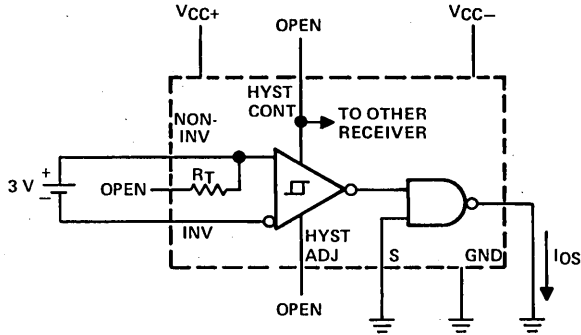 VCC+
OPEN
VCC−
HYST
CONT
TO OTHER
RECEIVER
NON-
INV
3 V
+
−
OPEN
RT
INV
HYST
ADJ
S
GND
IOS
OPEN